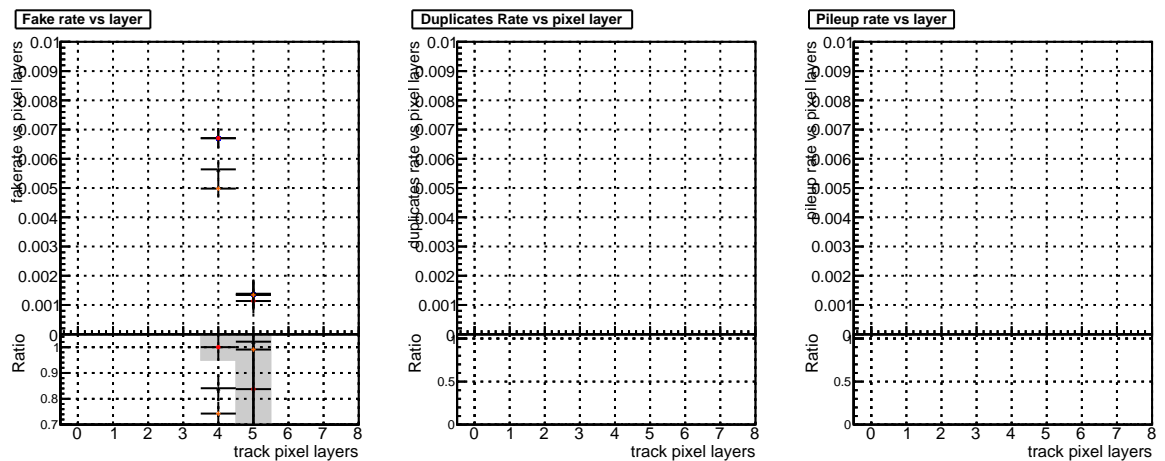 Fake rate vs layer
fakerate vs pixel layers
0.01
0.009
0.008
0.007
0.006
0.005
0.004
0.003
0.002
0.001
0
Ratio
1
0.9
0.8
0.7
0 1 2 3 4 5 6 7 8
track pixel layers
Duplicates Rate vs pixel layer
duplicates rate vs pixel layers
0.01
0.009
0.008
0.007
0.006
0.005
0.004
0.003
0.002
0.001
0
Ratio
1
0.5
0
0 1 2 3 4 5 6 7 8
track pixel layers
Pileup rate vs layer
pileup rate vs pixel layers
0.01
0.009
0.008
0.007
0.006
0.005
0.004
0.003
0.002
0.001
0
Ratio
1
0.5
0
0 1 2 3 4 5 6 7 8
track pixel layers